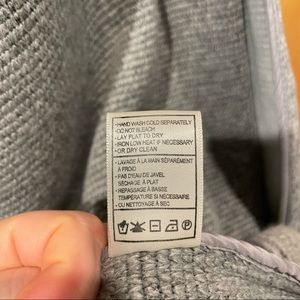 • HAND WASH COLD SEPARATELY
• DO NOT BLEACH
• LAY FLAT TO DRY
• IRON LOW HEAT IF NECESSARY
• OR DRY CLEAN
• LAVAGE À LA MAIN SÉPARÉMENT
À FROID
• PAS D'EAU DE JAVEL
SÉCHAGE À PLAT
• REPASSAGE À BASSE
TEMPÉRATURE SI NÉCESSAIRE
• OU NETTOYAGE À SEC
P